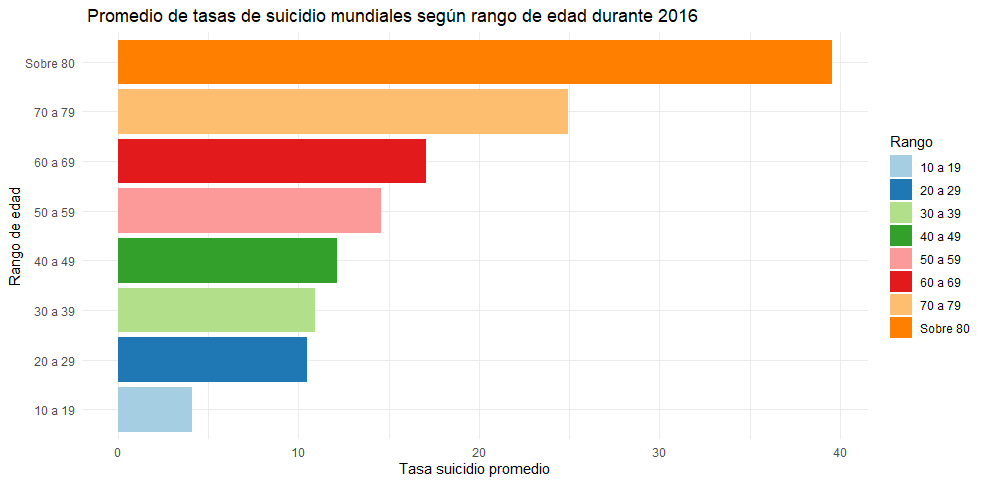 Promedio de tasas de suicidio mundiales según rango de edad durante 2016
Rango de edad
Sobre 80
70 a 79
60 a 69
50 a 59
40 a 49
30 a 39
20 a 29
10 a 19
0 10 20 30 40
Tasa suicidio promedio
Rango
10 a 19
20 a 29
30 a 39
40 a 49
50 a 59
60 a 69
70 a 79
Sobre 80